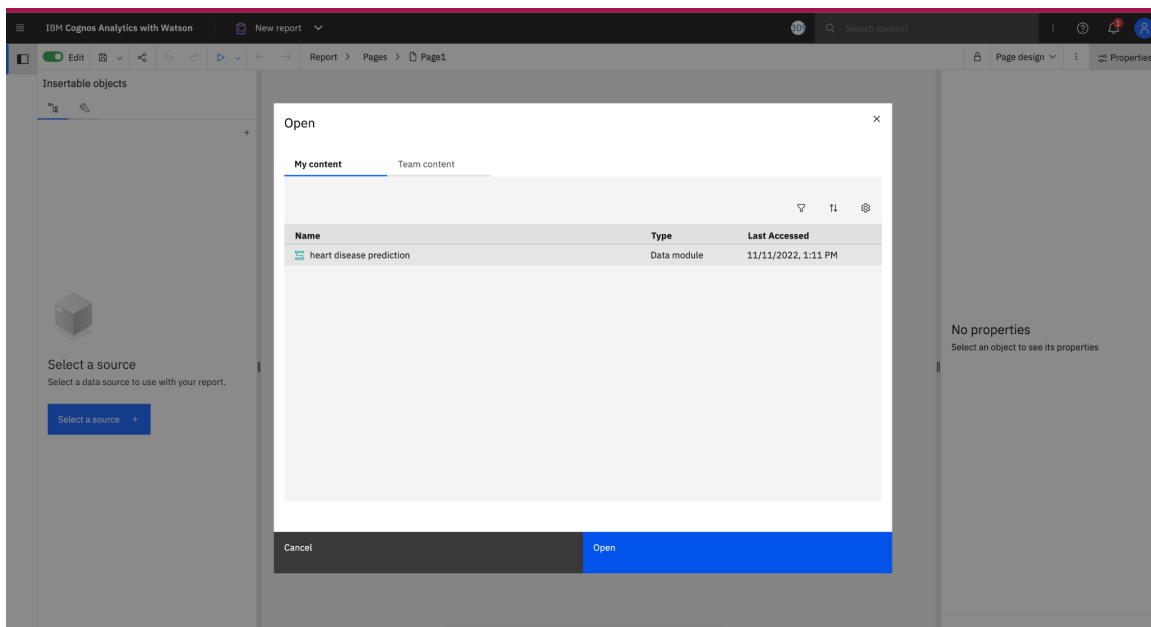 IBM Cognos Analytics with Watson
New report
Search content
Edit
Report > Pages > Page1
Page design
Properties
Insertable objects
Open
My content
Team content
Name Type Last Accessed
heart disease prediction Data module 11/11/2022, 1:11 PM
Select a source
Select a data source to use with your report.
Select a source +
No properties
Select an object to see its properties
Cancel
Open